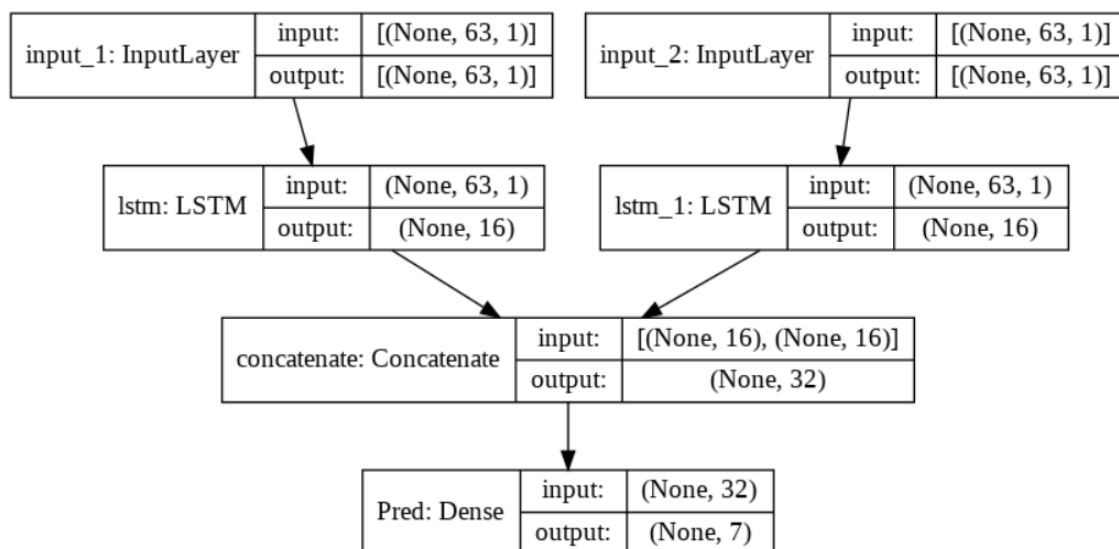 input_1: InputLayer
input: [(None, 63, 1)]
output: [(None, 63, 1)]
input_2: InputLayer
input: [(None, 63, 1)]
output: [(None, 63, 1)]
lstm: LSTM
input: (None, 63, 1)
output: (None, 16)
lstm_1: LSTM
input: (None, 63, 1)
output: (None, 16)
concatenate: Concatenate
input: [(None, 16), (None, 16)]
output: (None, 32)
Pred: Dense
input: (None, 32)
output: (None, 7)